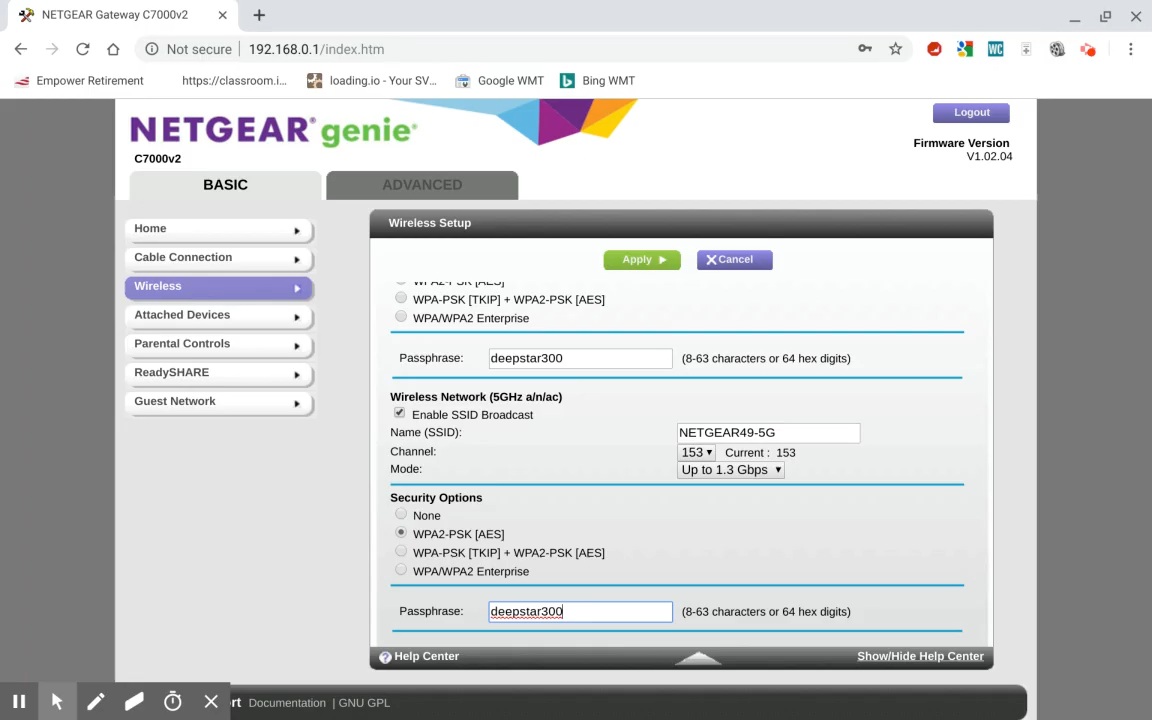 NETGEAR Gateway C7000v2
Not secure | 192.168.0.1/index.htm
WC
Empower Retirement https://classroom.i... loading.io - Your SV... Google WMT Bing WMT
NETGEAR® genie®
Logout
Firmware Version
V1.02.04
C7000v2
BASIC ADVANCED
Home
Cable Connection
Wireless
Attached Devices
Parental Controls
ReadySHARE
Guest Network
Wireless Setup
Apply Cancel
WPA2-PSK [AES]
WPA-PSK [TKIP] + WPA2-PSK [AES]
WPA/WPA2 Enterprise
Passphrase: deepstar300 (8-63 characters or 64 hex digits)
Wireless Network (5GHz a/n/ac)
Enable SSID Broadcast
Name (SSID): NETGEAR49-5G
Channel: 153 Current : 153
Mode: Up to 1.3 Gbps
Security Options
None
WPA2-PSK [AES]
WPA-PSK [TKIP] + WPA2-PSK [AES]
WPA/WPA2 Enterprise
Passphrase: deepstar300 (8-63 characters or 64 hex digits)
Help Center Show/Hide Help Center
rt Documentation | GNU GPL